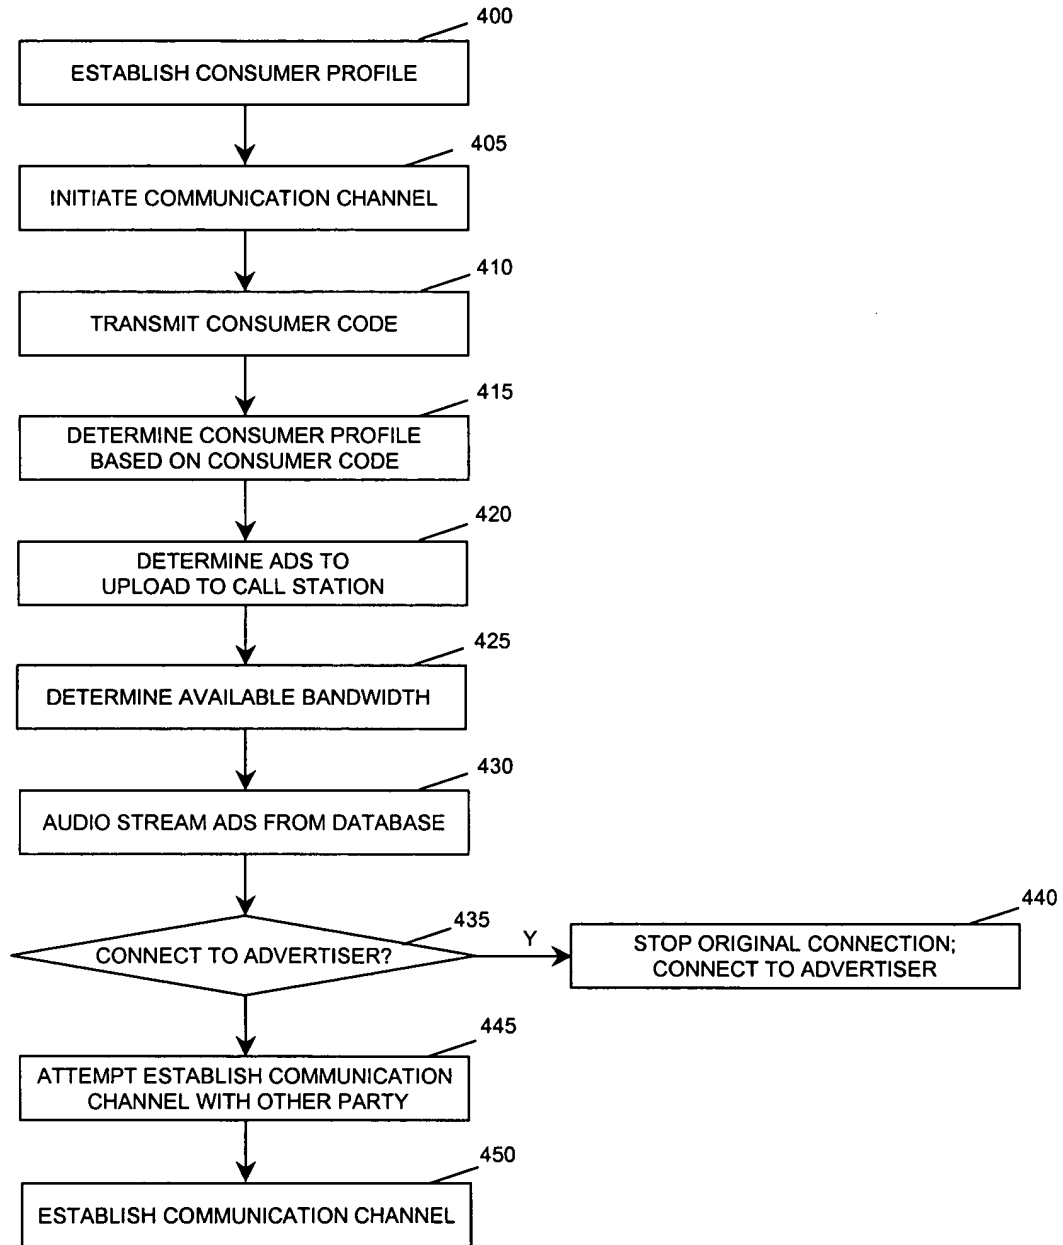 400
ESTABLISH CONSUMER PROFILE
405
INITIATE COMMUNICATION CHANNEL
410
TRANSMIT CONSUMER CODE
415
DETERMINE CONSUMER PROFILE
BASED ON CONSUMER CODE
420
DETERMINE ADS TO
UPLOAD TO CALL STATION
425
DETERMINE AVAILABLE BANDWIDTH
430
AUDIO STREAM ADS FROM DATABASE
435
CONNECT TO ADVERTISER?
Y
440
STOP ORIGINAL CONNECTION;
CONNECT TO ADVERTISER
445
ATTEMPT ESTABLISH COMMUNICATION
CHANNEL WITH OTHER PARTY
450
ESTABLISH COMMUNICATION CHANNEL